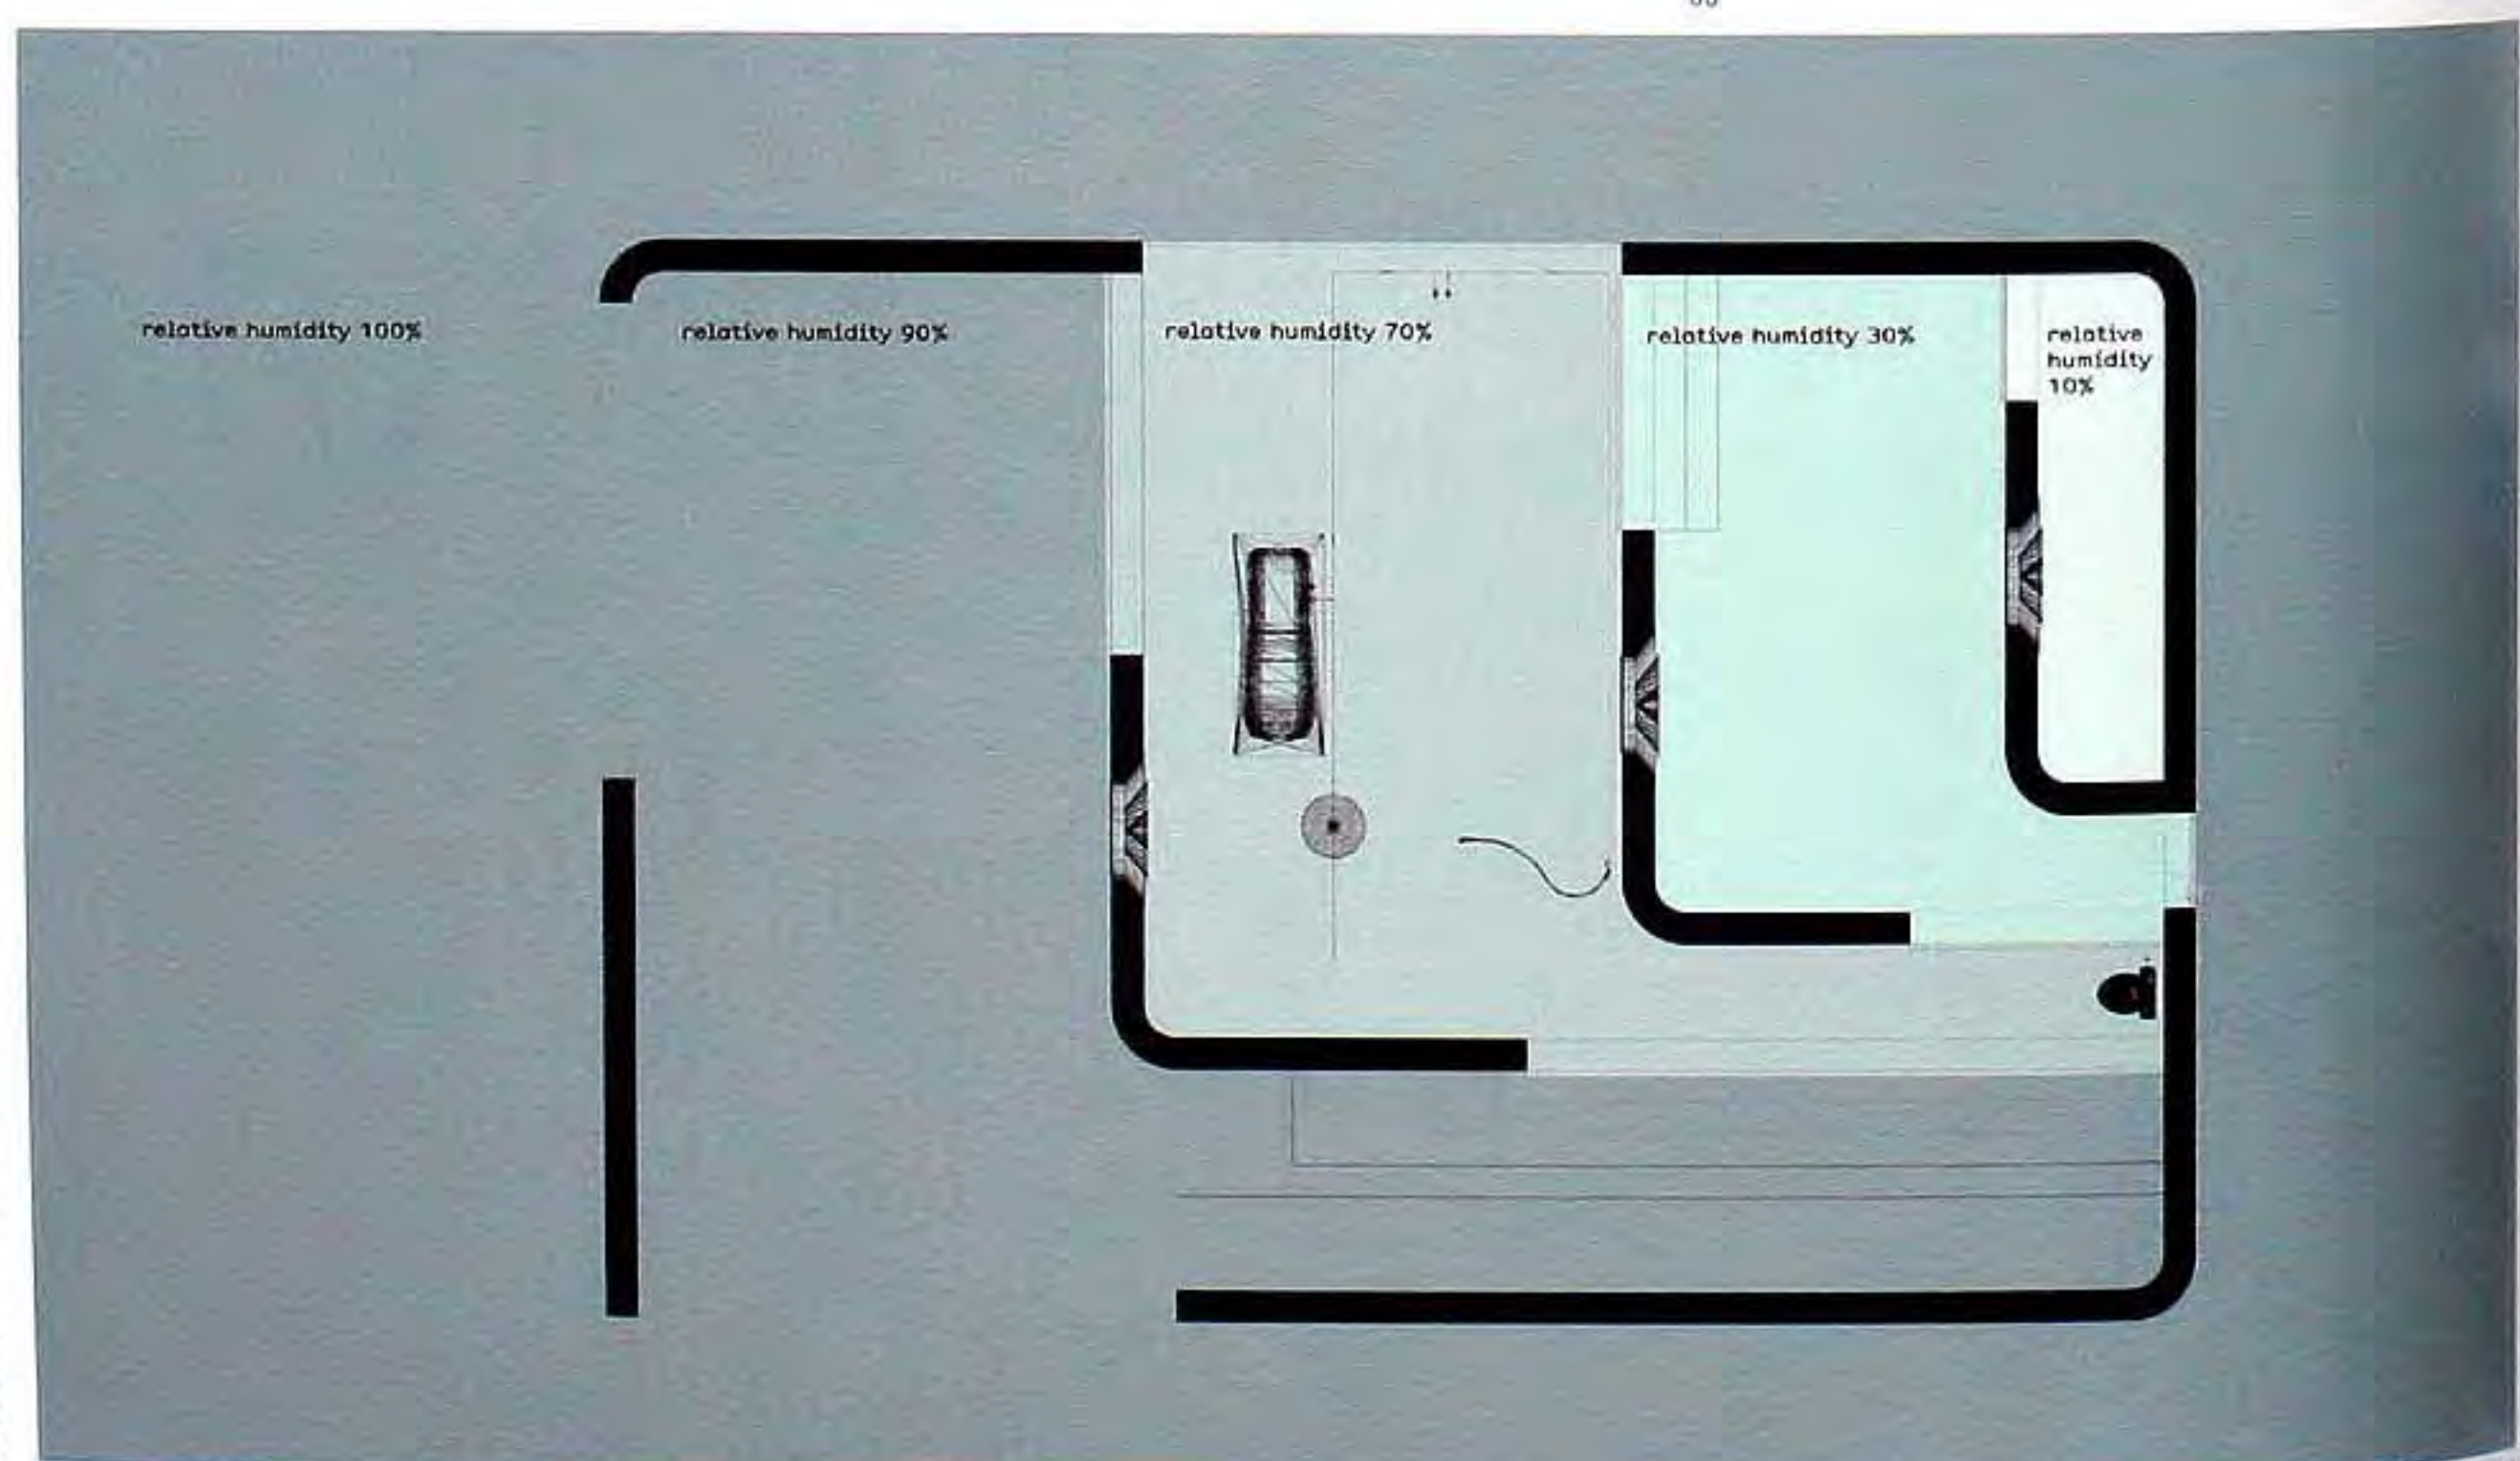 relative humidity 100%
relative humidity 90%
relative humidity 70%
relative humidity 30%
relative
humidity
10%